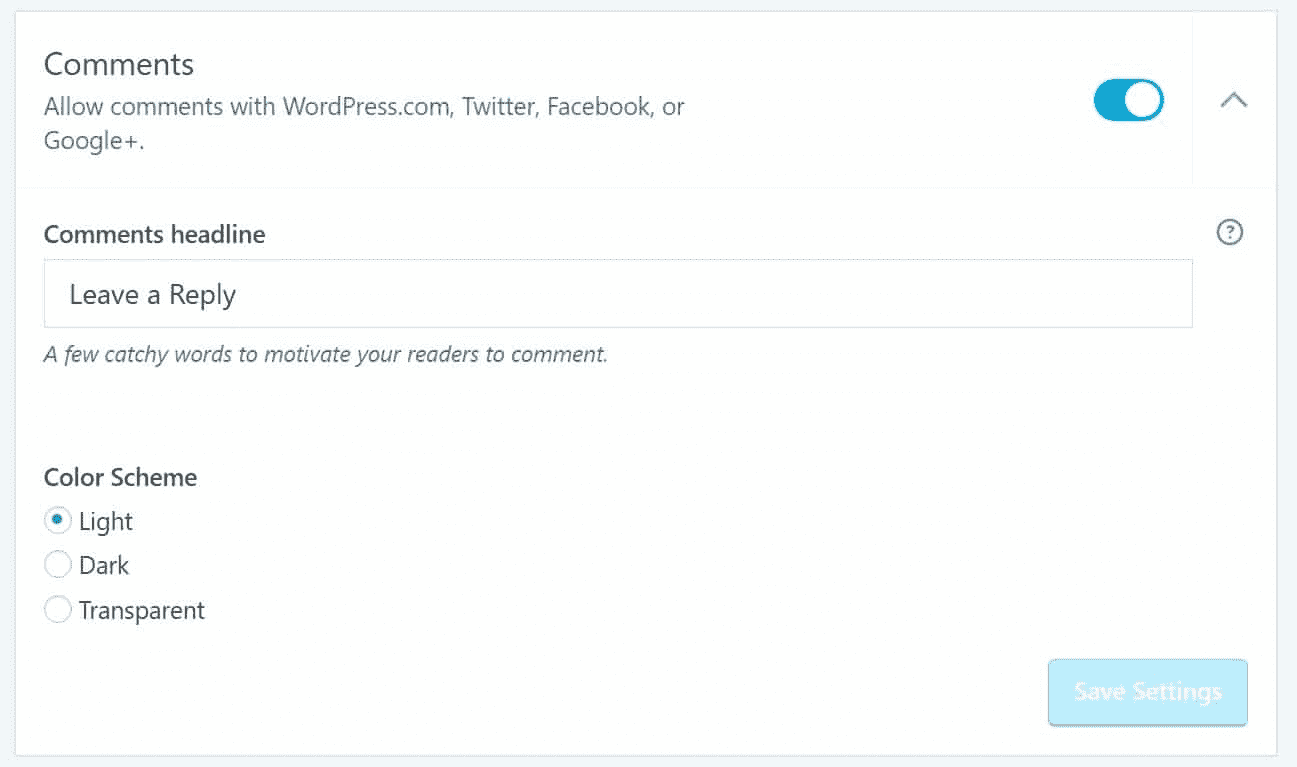 Comments
Allow comments with WordPress.com, Twitter, Facebook, or
Google+.
Comments headline
?
Leave a Reply
A few catchy words to motivate your readers to comment.
Color Scheme
Light
Dark
Transparent
Save Settings